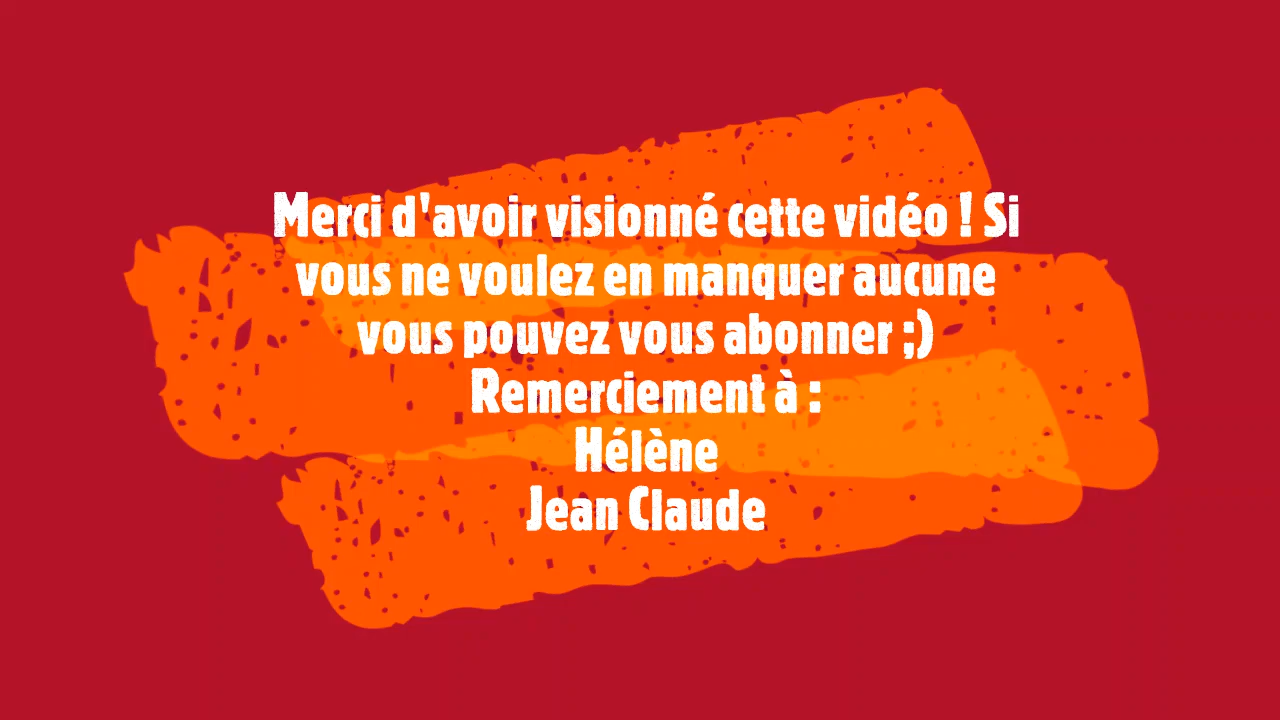 Merci d'avoir visionné cette vidéo ! Si
vous ne voulez en manquer aucune
vous pouvez vous abonner ;)
Remerciement à :
Hélène
Jean Claude